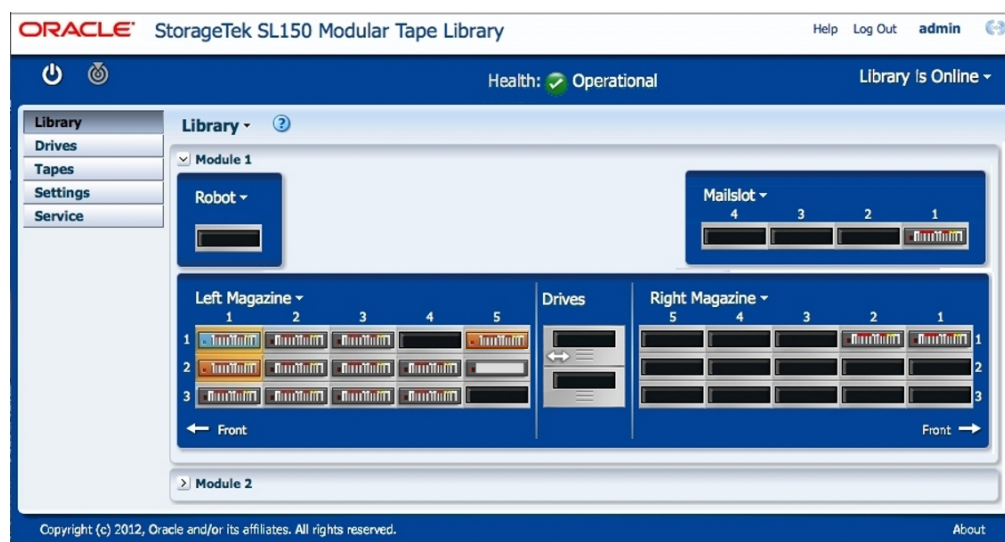 ORACLE® StorageTek SL150 Modular Tape Library Help Log Out admin
Health: Operational Library Is Online
Library
Drives
Tapes
Settings
Service
Library ?
Module 1
Robot
Mailslot
4 3 2 1
Left Magazine
1 2 3 4 5
1
2
3
Front
Drives
Right Magazine
5 4 3 2 1
1
2
3
Front
Module 2
Copyright (c) 2012, Oracle and/or its affiliates. All rights reserved. About